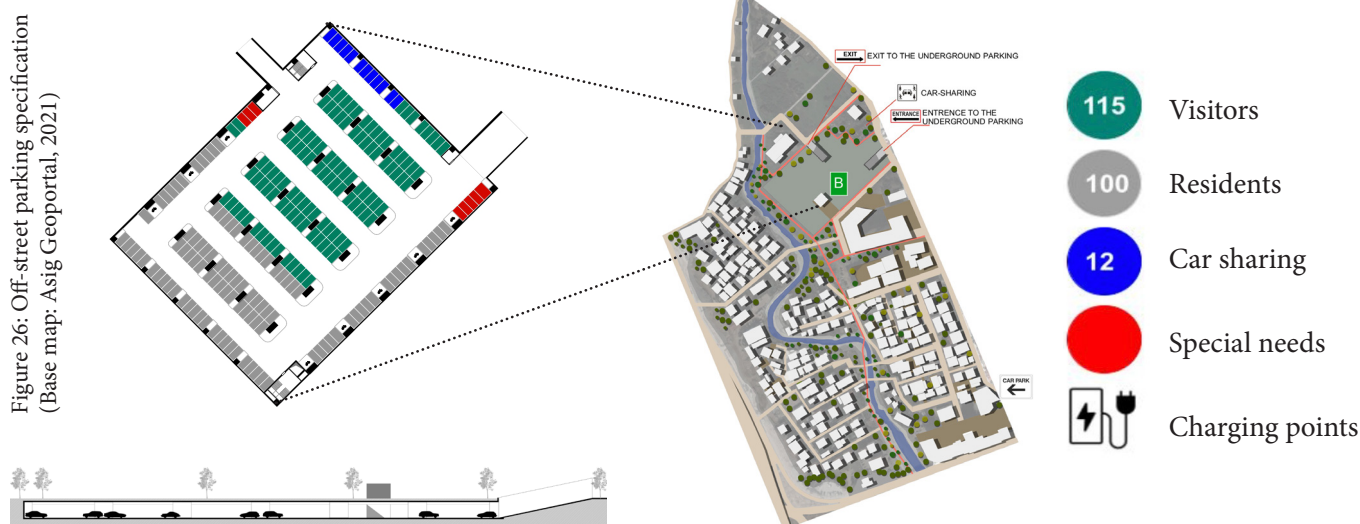 Figure 26: Off-street parking specification
(Base map: Asig Geoportal, 2021)
EXIT
EXIT TO THE UNDERGROUND PARKING
CAR-SHARING
ENTRANCE
ENTRENCE TO THE
UNDERGROUND PARKING
B
CAR PARK
115 Visitors
100 Residents
12 Car sharing
Special needs
Charging points